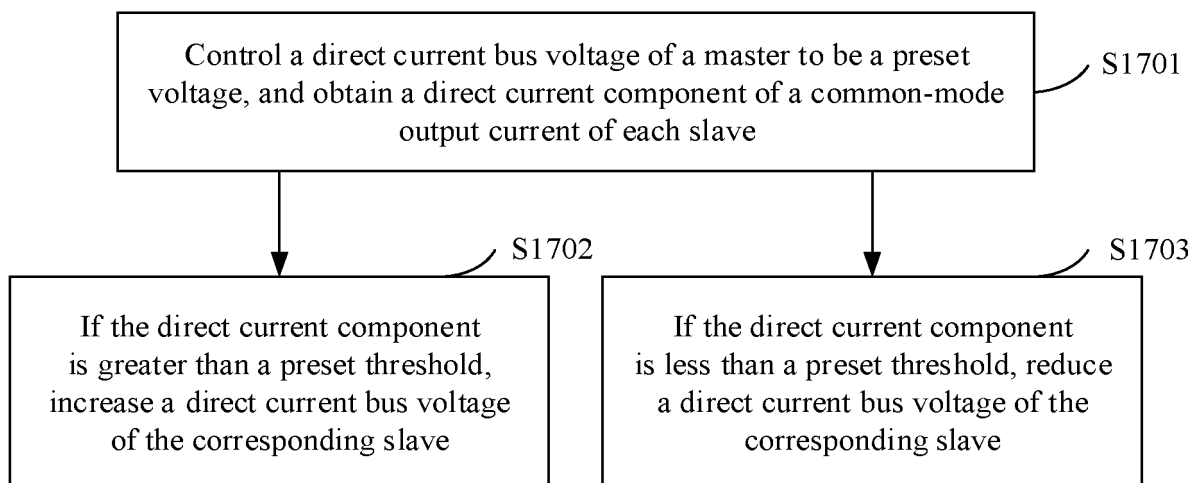 Control a direct current bus voltage of a master to be a preset
voltage, and obtain a direct current component of a common-mode
output current of each slave
S1701
S1702
If the direct current component
is greater than a preset threshold,
increase a direct current bus voltage
of the corresponding slave
S1703
If the direct current component
is less than a preset threshold, reduce
a direct current bus voltage of the
corresponding slave